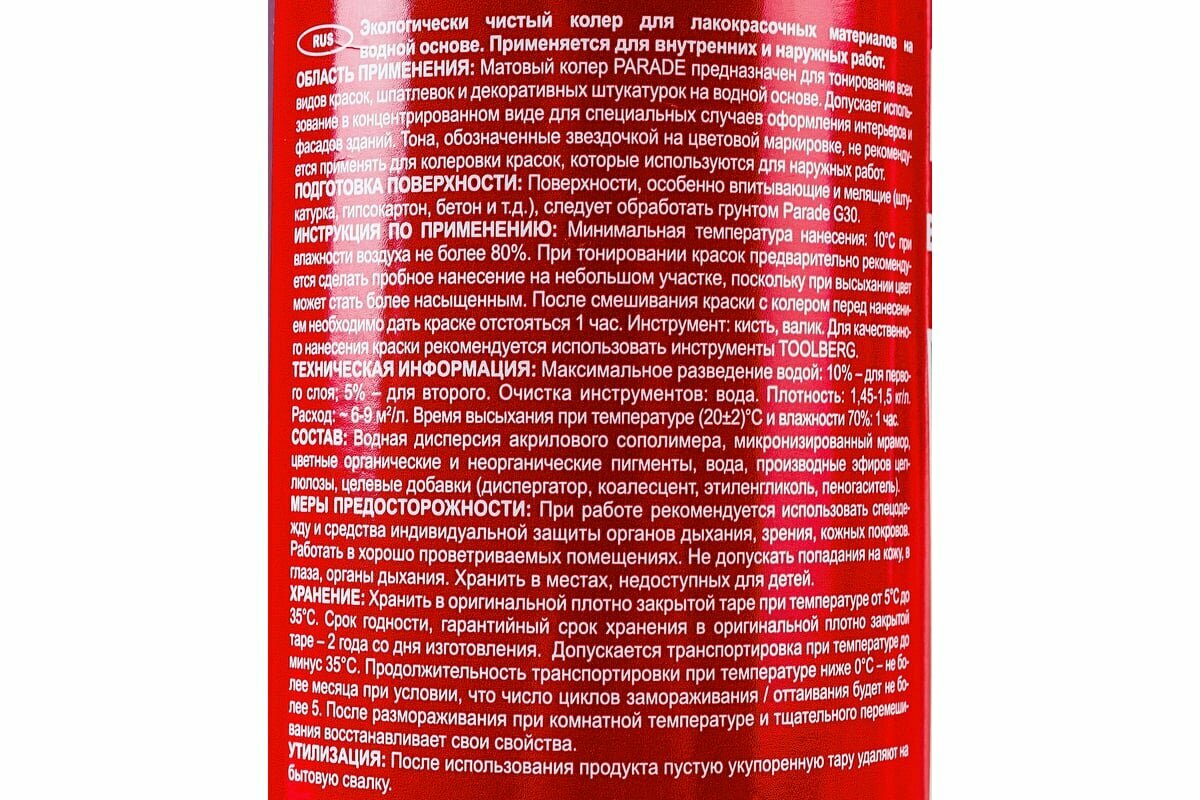 RUS
Экологически чистый колер для лакокрасочных материалов на
водной основе. Применяется для внутренних и наружных работ.
ОБЛАСТЬ ПРИМЕНЕНИЯ: Матовый колер PARADE предназначен для тонирования всех
видов красок, шпатлевок и декоративных штукатурок на водной основе. Допускает исполь-
зование в концентрированном виде для специальных случаев оформления интерьеров и
фасадов зданий. Тона, обозначенные звездочкой на цветовой маркировке, не рекоменду-
ется применять для колеровки красок, которые используются для наружных работ.
ПОДГОТОВКА ПОВЕРХНОСТИ: Поверхности, особенно впитывающие и мелящие (шту-
катурка, гипсокартон, бетон и т.д.), следует обработать грунтом Parade G30.
ИНСТРУКЦИЯ ПО ПРИМЕНЕНИЮ: Минимальная температура нанесения: 10°С при
влажности воздуха не более 80%. При тонировании красок предварительно рекоменду-
ется сделать пробное нанесение на небольшом участке, поскольку при высыхании цвет
может стать более насыщенным. После смешивания краски с колером перед нанесени-
ем необходимо дать краске отстояться 1 час. Инструмент: кисть, валик. Для качественно-
го нанесения краски рекомендуется использовать инструменты TOOLBERG.
ТЕХНИЧЕСКАЯ ИНФОРМАЦИЯ: Максимальное разведение водой: 10% – для перво-
го слоя; 5% – для второго. Очистка инструментов: вода. Плотность: 1,45-1,5 кг/л.
Расход: ~ 6-9 м²/л. Время высыхания при температуре (20±2)°С и влажности 70%: 1 час.
СОСТАВ: Водная дисперсия акрилового сополимера, микронизированный мрамор,
цветные органические и неорганические пигменты, вода, производные эфиров цел-
люлозы, целевые добавки (диспергатор, коалесцент, этиленгликоль, пеногаситель).
МЕРЫ ПРЕДОСТОРОЖНОСТИ: При работе рекомендуется использовать спецоде-
жду и средства индивидуальной защиты органов дыхания, зрения, кожных покровов.
Работать в хорошо проветриваемых помещениях. Не допускать попадания на кожу, в
глаза, органы дыхания. Хранить в местах, недоступных для детей.
ХРАНЕНИЕ: Хранить в оригинальной плотно закрытой таре при температуре от 5°С до
35°С. Срок годности, гарантийный срок хранения в оригинальной плотно закрытой
таре – 2 года со дня изготовления. Допускается транспортировка при температуре до
минус 35°С. Продолжительность транспортировки при температуре ниже 0°С – не бо-
лее месяца при условии, что число циклов замораживания / оттаивания будет не бо-
лее 5. После размораживания при комнатной температуре и тщательного перемеши-
вания восстанавливает свои свойства.
УТИЛИЗАЦИЯ: После использования продукта пустую укупоренную тару удаляют на
бытовую свалку.